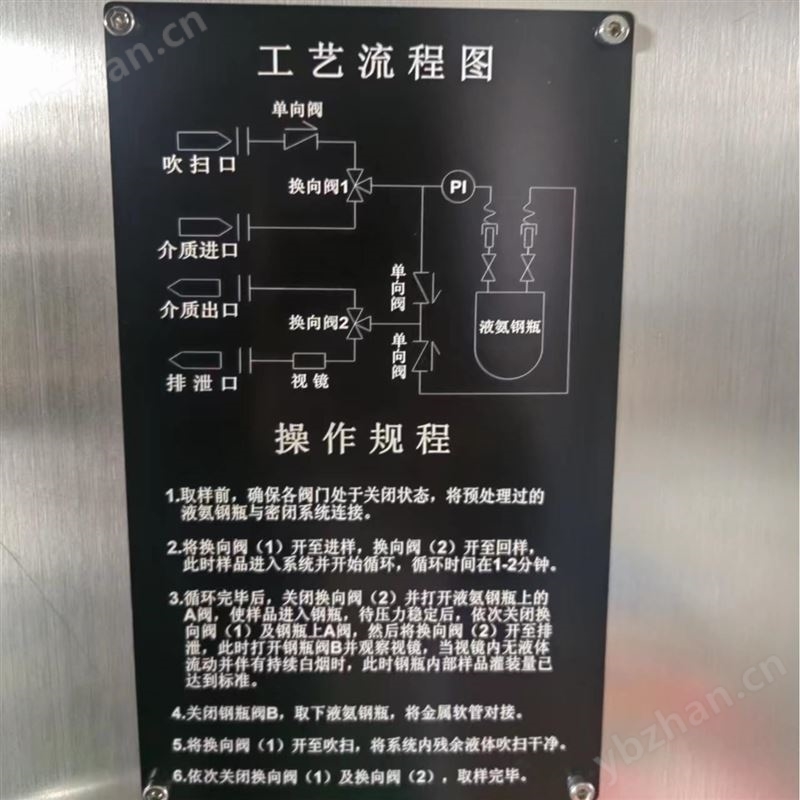 工艺流程图
单向阀
吹扫口
换向阀1
PI
介质进口
单向阀
介质出口
换向阀2
液氨钢瓶
单向阀
排泄口
视镜
操作规程
1.取样前，确保各阀门处于关闭状态，将预处理过的
液氨钢瓶与密闭系统连接。
2.将换向阀（1）开至进样，换向阀（2）开至回样，
此时样品进入系统并开始循环，循环时间在1-2分钟。
3.循环完毕后，关闭换向阀（2）并打开液氨钢瓶上的
A阀，使样品进入钢瓶，待压力稳定后，依次关闭换
向阀（1）及钢瓶上A阀，然后将换向阀（2）开至排
泄，此时打开钢瓶阀B并观察视镜，当视镜内无液体
流动并伴有持续白烟时，此时钢瓶内部样品灌装量已
达到标准。
4.关闭钢瓶阀B，取下液氨钢瓶，将金属软管对接。
5.将换向阀（1）开至吹扫，将系统内残余液体吹扫干净。
6.依次关闭换向阀（1）及换向阀（2），取样完毕。
ybzhan.cn
ybzhan.cn